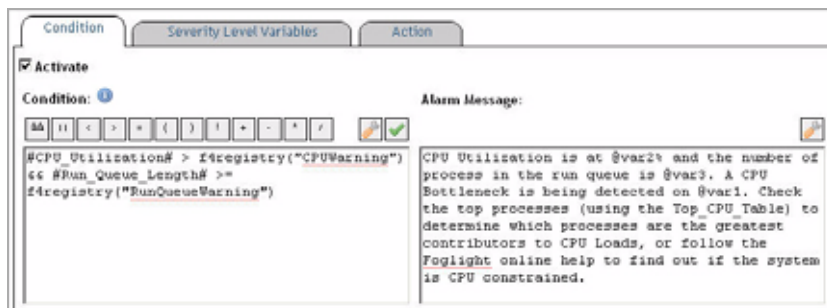 Condition
Severity Level Variables
Action
Activate
Condition:
Alarm Message:
&& || < > = ( ) ! + - * /
#CPU_Utilization# > f4registry("CPUWarning")
&& #Run_Queue_Length# >=
f4registry("RunQueueWarning")
CPU Utilization is at @var2% and the number of
process in the run queue is @var3. A CPU
Bottleneck is being detected on @var1. Check
the top processes (using the Top_CPU_Table) to
determine which processes are the greatest
contributors to CPU Loads, or follow the
Foglight online help to find out if the system
is CPU constrained.